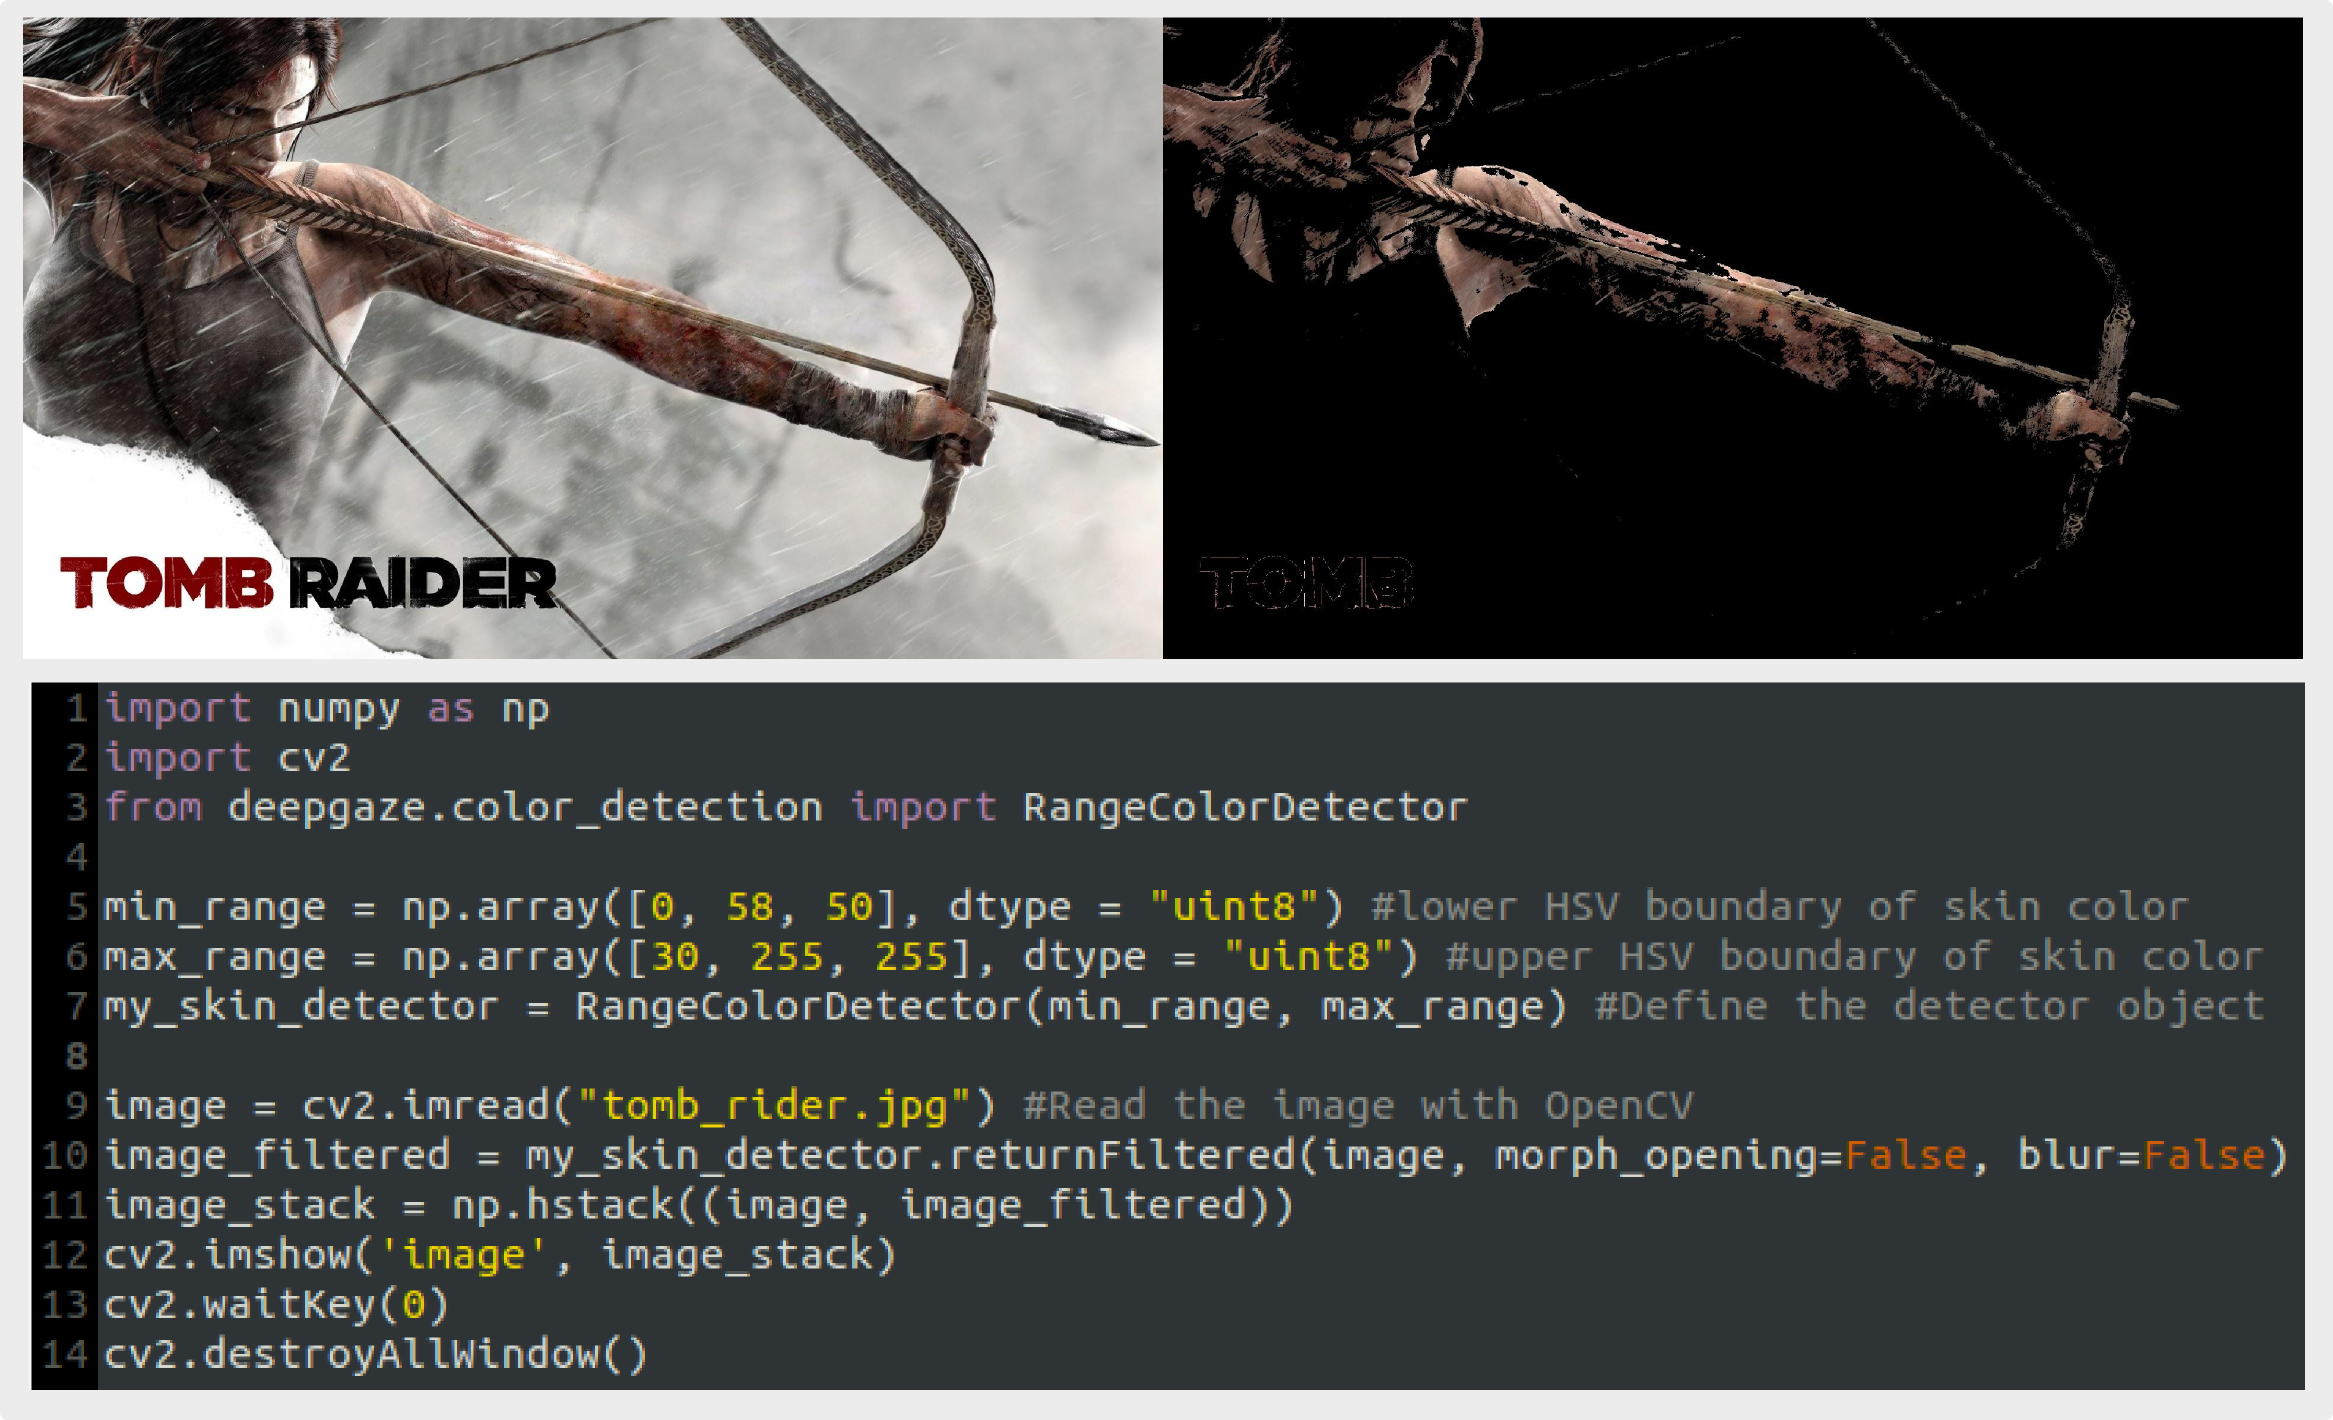 TOMB RAIDER
TOMB
1 import numpy as np
2 import cv2
3 from deepgaze.color_detection import RangeColorDetector
4
5 min_range = np.array([0, 58, 50], dtype = "uint8") #lower HSV boundary of skin color
6 max_range = np.array([30, 255, 255], dtype = "uint8") #upper HSV boundary of skin color
7 my_skin_detector = RangeColorDetector(min_range, max_range) #Define the detector object
8
9 image = cv2.imread("tomb_rider.jpg") #Read the image with OpenCV
10 image_filtered = my_skin_detector.returnFiltered(image, morph_opening=False, blur=False)
11 image_stack = np.hstack((image, image_filtered))
12 cv2.imshow('image', image_stack)
13 cv2.waitKey(0)
14 cv2.destroyAllWindow()